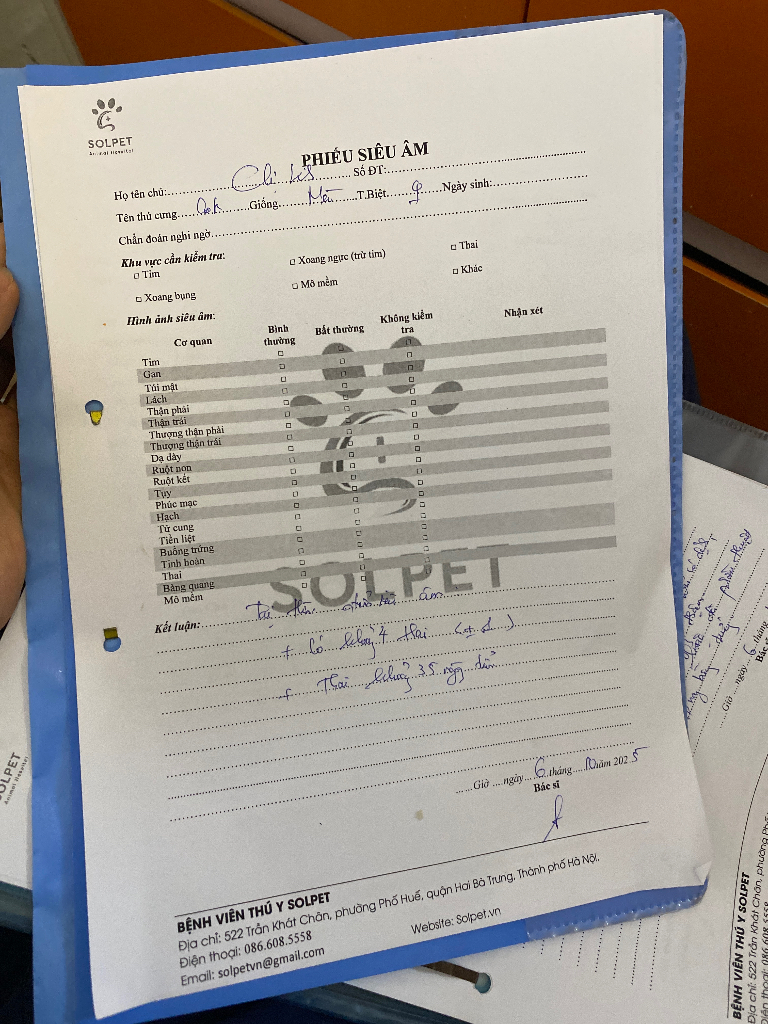 SOLPET
Animal Hospital
PHIẾU SIÊU ÂM
Họ tên chủ: Chị Số ĐT:
Tên thú cưng Giống Mèo T.Biệt ♀ Ngày sinh:
Chẩn đoán nghi ngờ
Khu vực cần kiểm tra:
□ Tim □ Xoang ngực (trừ tim) □ Thai
□ Xoang bụng □ Mô mềm □ Khác
Hình ảnh siêu âm:
Cơ quan Bình thường Bất thường Không kiểm tra Nhận xét
Tim
Gan
Túi mật
Lách
Thận phải
Thận trái
Thượng thận phải
Thượng thận trái
Dạ dày
Ruột non
Ruột kết
Tụy
Phúc mạc
Hạch
Tử cung
Tiền liệt
Buồng trứng
Tinh hoàn
Thai
Bàng quang
Mô mềm
SOLPET
Kết luận: Tại thời điểm siêu âm
+ Có khoảng 4 thai (± 1)
+ Thai khoảng 35 ngày
Giờ ngày 6 tháng 10 năm 2025
Bác sĩ
BỆNH VIỆN THÚ Y SOLPET
Địa chỉ: 522 Trần Khát Chân, phường Phố Huế, quận Hai Bà Trưng, Thành phố Hà Nội.
Điện thoại: 086.608.5558 Website: Solpet.vn
Email: solpetvn@gmail.com
SOLPET
Animal Hospital
Giờ ngày 6 tháng
Bác sĩ
BỆNH VIỆN THÚ Y SOLPET
Địa chỉ: 522 Trần Khát Chân, phường Phố
Điện thoại: 086.608.5558